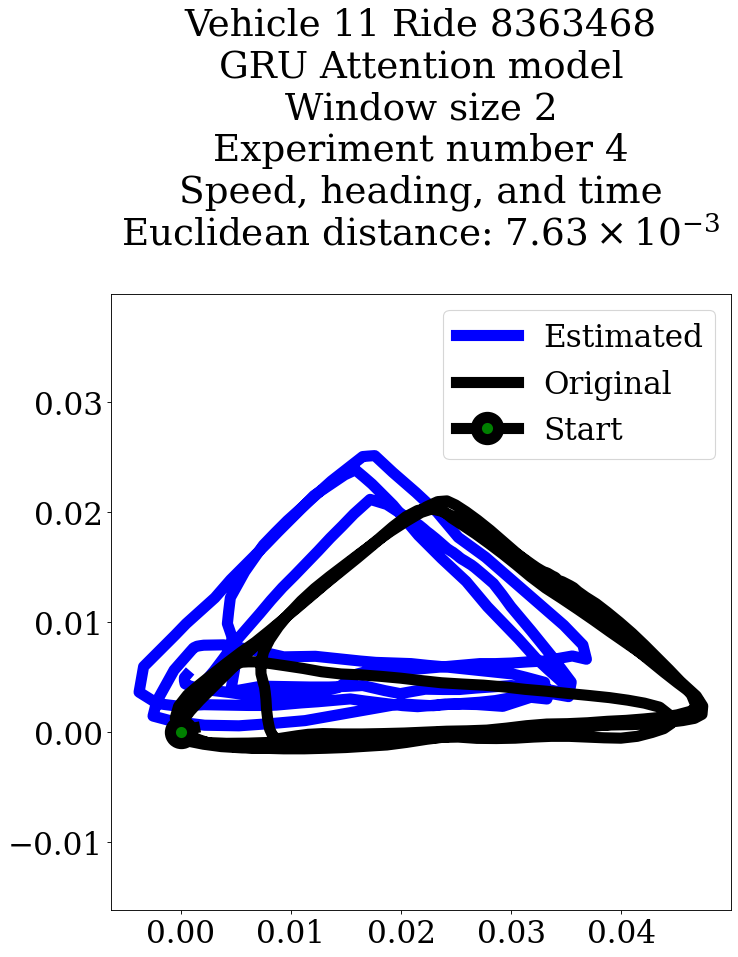 Vehicle 11 Ride 8363468
GRU Attention model
Window size 2
Experiment number 4
Speed, heading, and time
Euclidean distance: 7.63 × 10⁻³
Estimated
Original
Start
0.03
0.02
0.01
0.00
−0.01
0.00 0.01 0.02 0.03 0.04